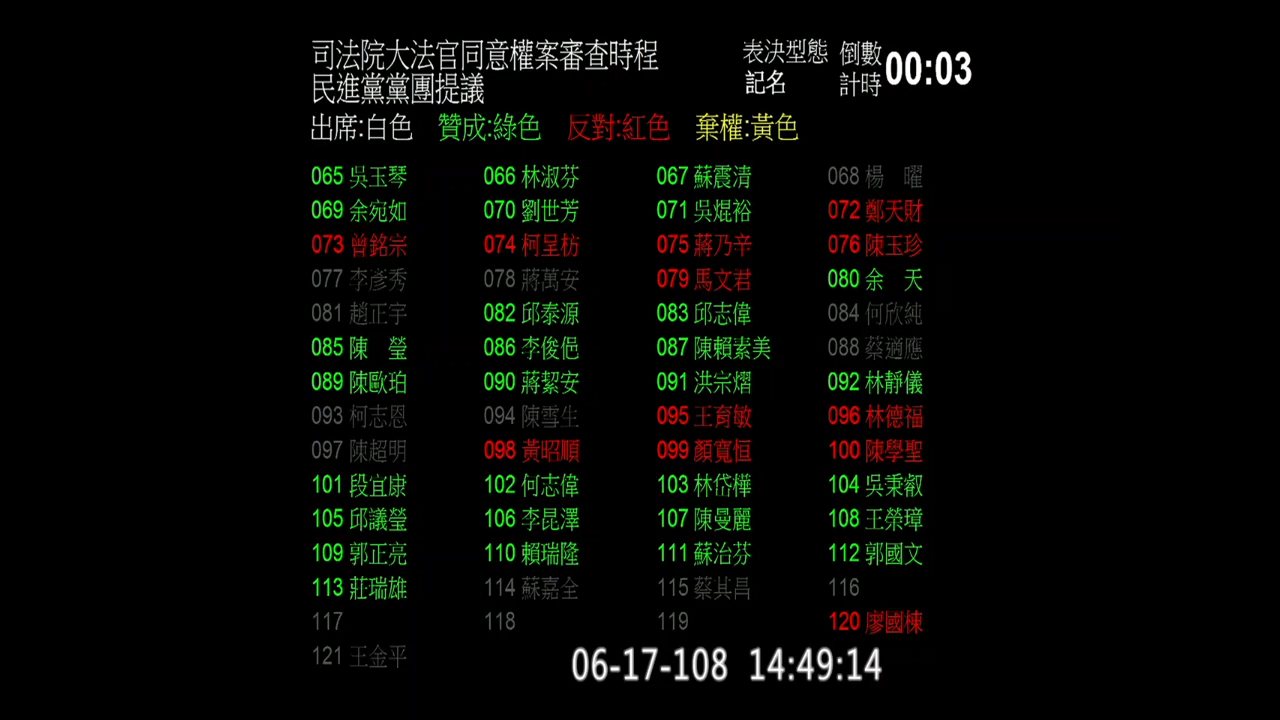 司法院大法官同意權案審查時程
民進黨黨團提議
表決型態 倒數 00:03
記名 計時
出席:白色 贊成:綠色 反對:紅色 棄權:黃色
065 吳玉琴 066 林淑芬 067 蘇震清 068 楊 曜
069 余宛如 070 劉世芳 071 吳焜裕 072 鄭天財
073 曾銘宗 074 柯呈枋 075 蔣乃辛 076 陳玉珍
077 李彥秀 078 蔣萬安 079 馬文君 080 余 天
081 趙正宇 082 邱泰源 083 邱志偉 084 何欣純
085 陳 瑩 086 李俊俋 087 陳賴素美 088 蔡適應
089 陳歐珀 090 蔣絜安 091 洪宗熠 092 林靜儀
093 柯志恩 094 陳雪生 095 王育敏 096 林德福
097 陳超明 098 黃昭順 099 顏寬恒 100 陳學聖
101 段宜康 102 何志偉 103 林岱樺 104 吳秉叡
105 邱議瑩 106 李昆澤 107 陳曼麗 108 王榮璋
109 郭正亮 110 賴瑞隆 111 蘇治芬 112 郭國文
113 莊瑞雄 114 蘇嘉全 115 蔡其昌 116
117 118 119 120 廖國棟
121 王金平
06-17-108 14:49:14